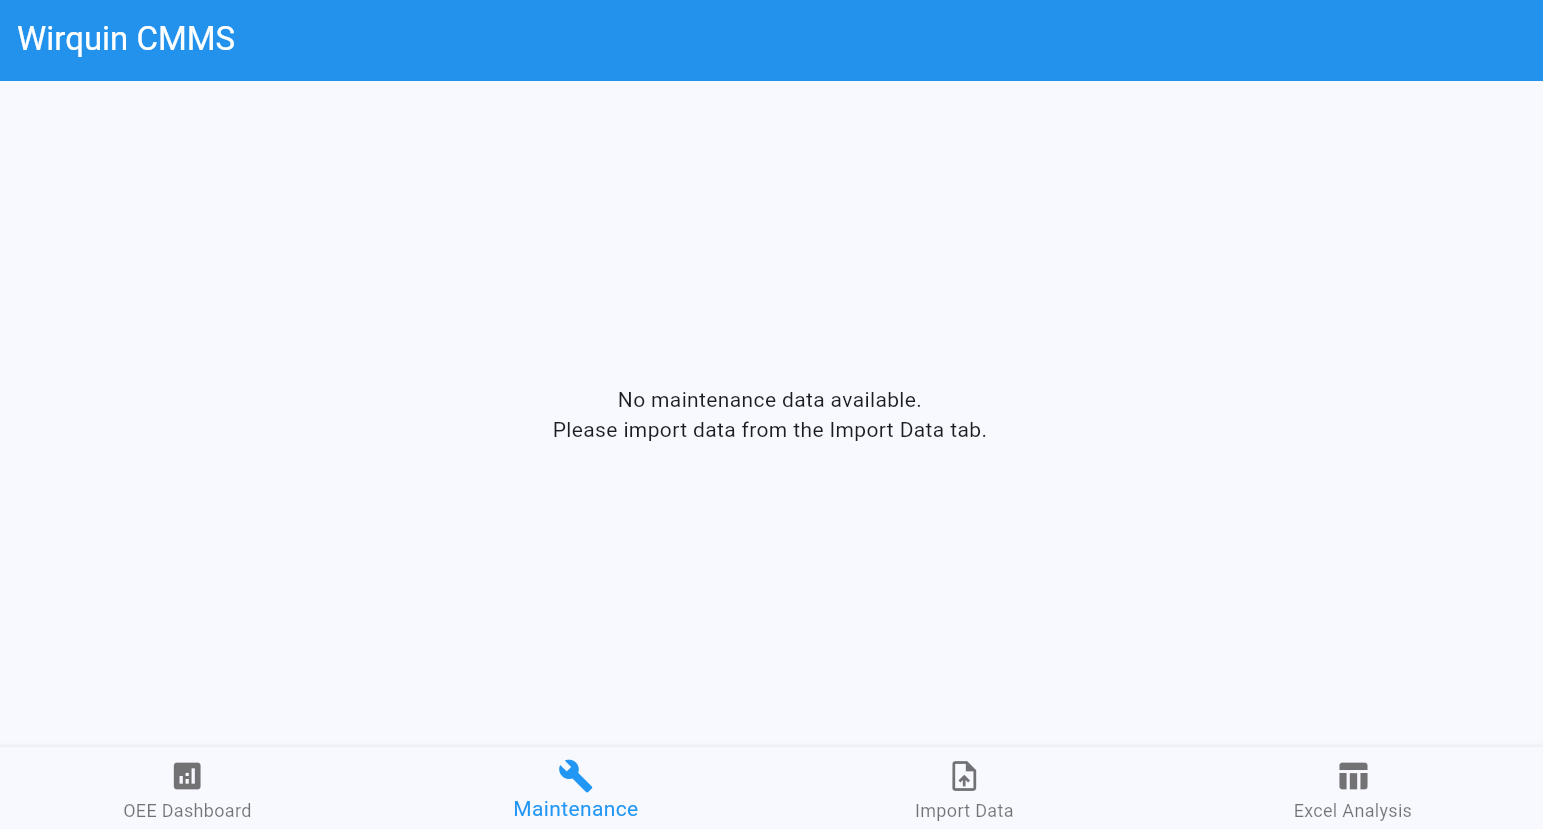 Wirquin CMMS
No maintenance data available.
Please import data from the Import Data tab.
OEE Dashboard
Maintenance
Import Data
Excel Analysis